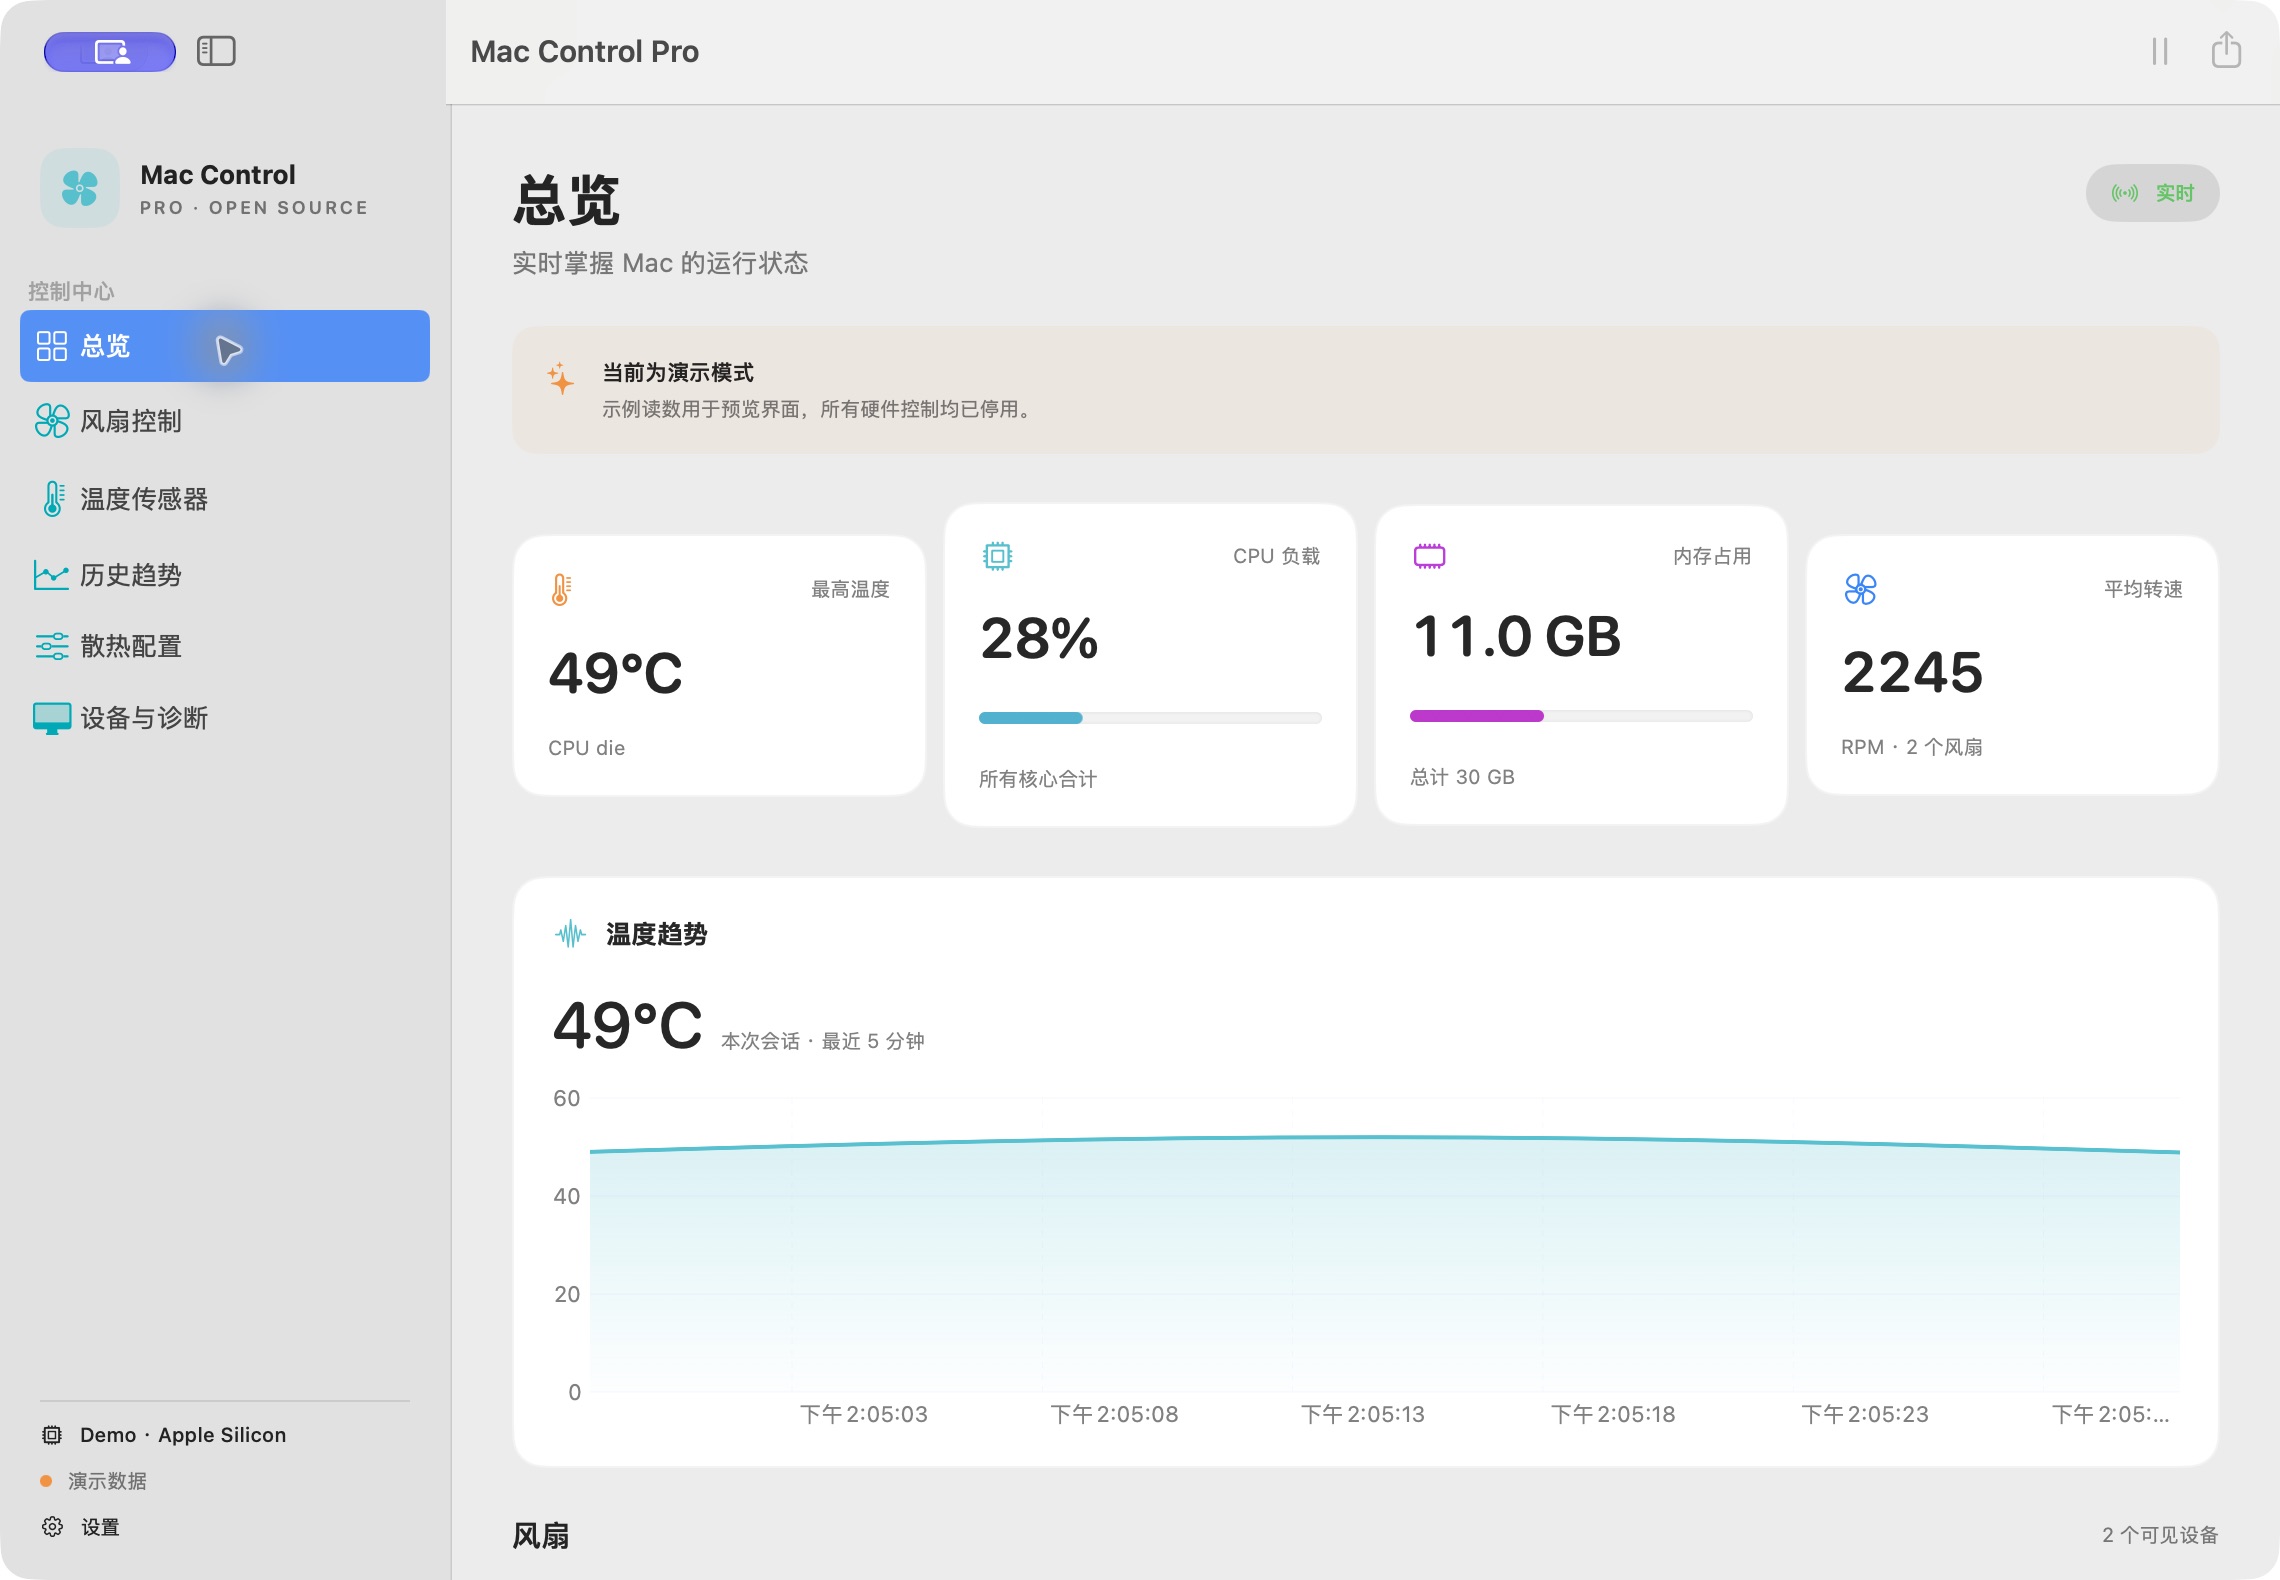 Mac Control Pro
Mac Control
PRO · OPEN SOURCE
控制中心
总览
风扇控制
温度传感器
历史趋势
散热配置
设备与诊断
Demo · Apple Silicon
演示数据
设置
总览
实时
实时掌握 Mac 的运行状态
当前为演示模式
示例读数用于预览界面，所有硬件控制均已停用。
最高温度
49°C
CPU die
CPU 负载
28%
所有核心合计
内存占用
11.0 GB
总计 30 GB
平均转速
2245
RPM · 2 个风扇
温度趋势
49°C 本次会话 · 最近 5 分钟
60
40
20
0
下午 2:05:03 下午 2:05:08 下午 2:05:13 下午 2:05:18 下午 2:05:23 下午 2:05:...
风扇
2 个可见设备